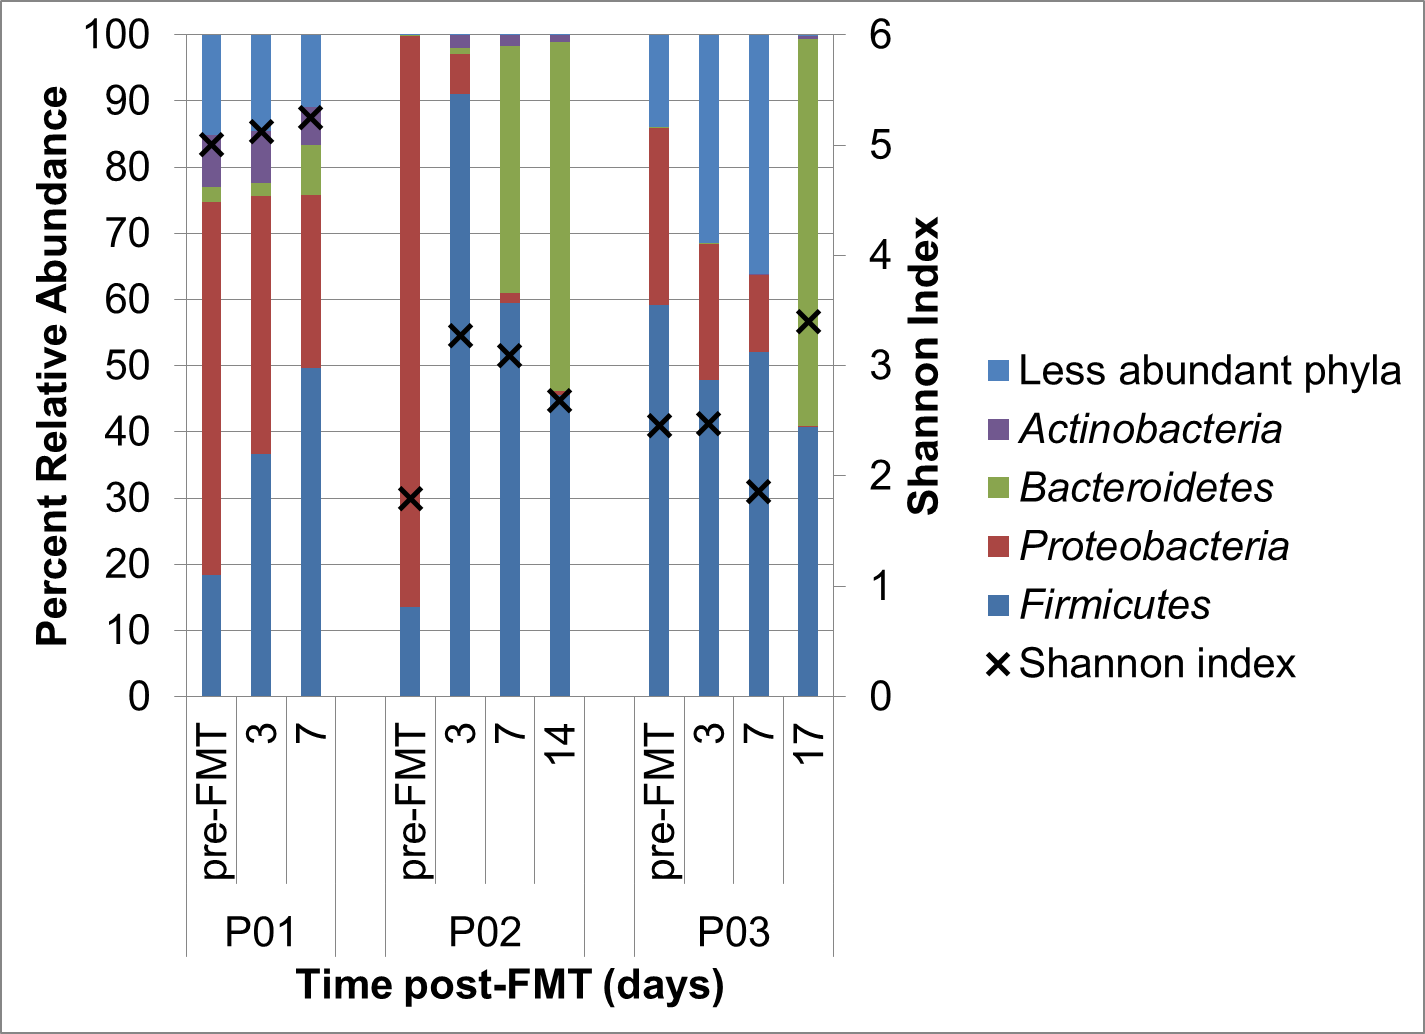 Percent Relative Abundance
100
90
80
70
60
50
40
30
20
10
0
6
5
4
3
2
1
0
Shannon Index
Less abundant phyla
Actinobacteria
Bacteroidetes
Proteobacteria
Firmicutes
Shannon index
pre-FMT
3
7
pre-FMT
3
7
14
pre-FMT
3
7
17
P01
P02
P03
Time post-FMT (days)